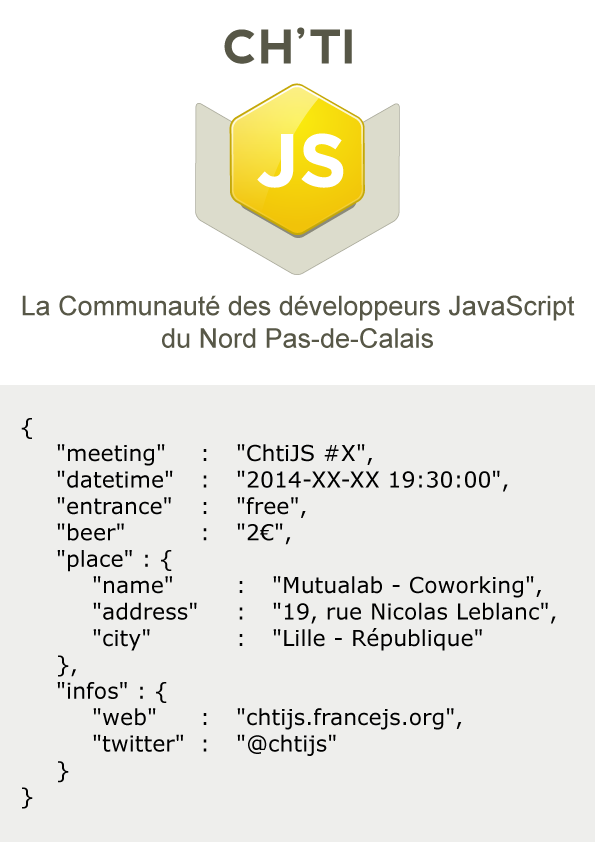 CH'TI
JS
La Communauté des développeurs JavaScript
du Nord Pas-de-Calais
{
"meeting" : "ChtiJS #X",
"datetime" : "2014-XX-XX 19:30:00",
"entrance" : "free",
"beer" : "2€",
"place" : {
"name" : "Mutualab - Coworking",
"address" : "19, rue Nicolas Leblanc",
"city" : "Lille - République"
},
"infos" : {
"web" : "chtijs.francejs.org",
"twitter" : "@chtijs"
}
}